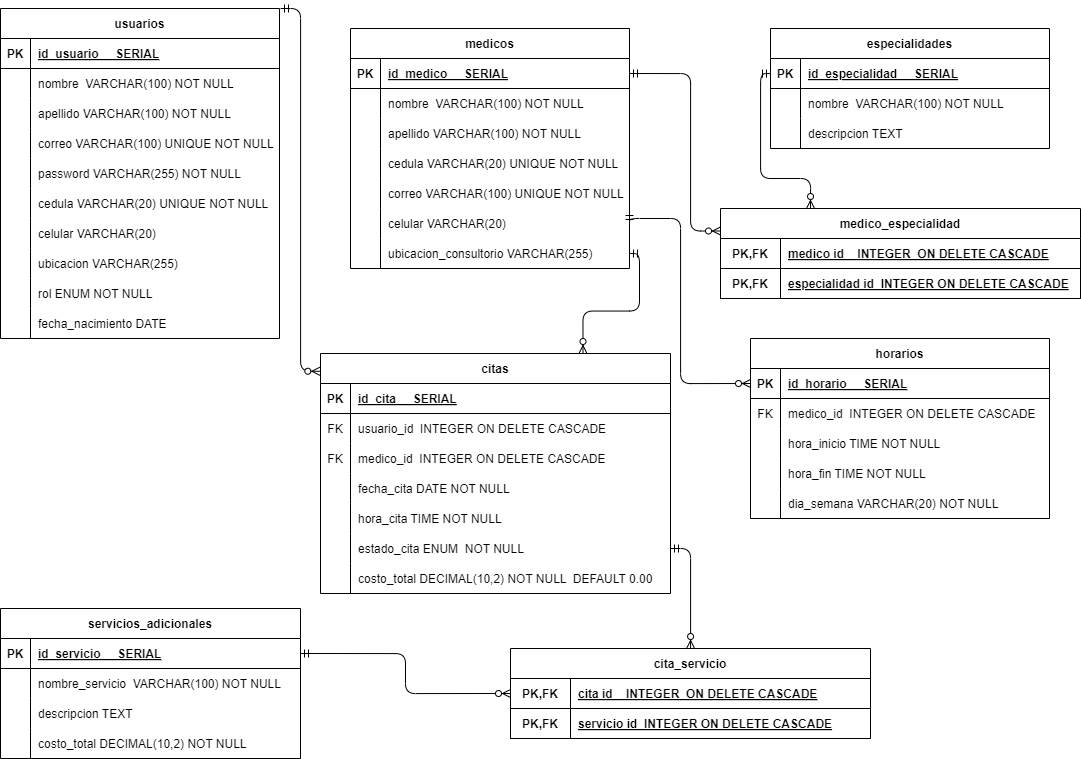 usuarios
PK id_usuario SERIAL
nombre VARCHAR(100) NOT NULL
apellido VARCHAR(100) NOT NULL
correo VARCHAR(100) UNIQUE NOT NULL
password VARCHAR(255) NOT NULL
cedula VARCHAR(20) UNIQUE NOT NULL
celular VARCHAR(20)
ubicacion VARCHAR(255)
rol ENUM NOT NULL
fecha_nacimiento DATE
medicos
PK id_medico SERIAL
nombre VARCHAR(100) NOT NULL
apellido VARCHAR(100) NOT NULL
cedula VARCHAR(20) UNIQUE NOT NULL
correo VARCHAR(100) UNIQUE NOT NULL
celular VARCHAR(20)
ubicacion_consultorio VARCHAR(255)
especialidades
PK id_especialidad SERIAL
nombre VARCHAR(100) NOT NULL
descripcion TEXT
medico_especialidad
PK,FK medico id INTEGER ON DELETE CASCADE
PK,FK especialidad id INTEGER ON DELETE CASCADE
citas
PK id_cita SERIAL
FK usuario_id INTEGER ON DELETE CASCADE
FK medico_id INTEGER ON DELETE CASCADE
fecha_cita DATE NOT NULL
hora_cita TIME NOT NULL
estado_cita ENUM NOT NULL
costo_total DECIMAL(10,2) NOT NULL DEFAULT 0.00
horarios
PK id_horario SERIAL
FK medico_id INTEGER ON DELETE CASCADE
hora_inicio TIME NOT NULL
hora_fin TIME NOT NULL
dia_semana VARCHAR(20) NOT NULL
servicios_adicionales
PK id_servicio SERIAL
nombre_servicio VARCHAR(100) NOT NULL
descripcion TEXT
costo_total DECIMAL(10,2) NOT NULL
cita_servicio
PK,FK cita id INTEGER ON DELETE CASCADE
PK,FK servicio id INTEGER ON DELETE CASCADE